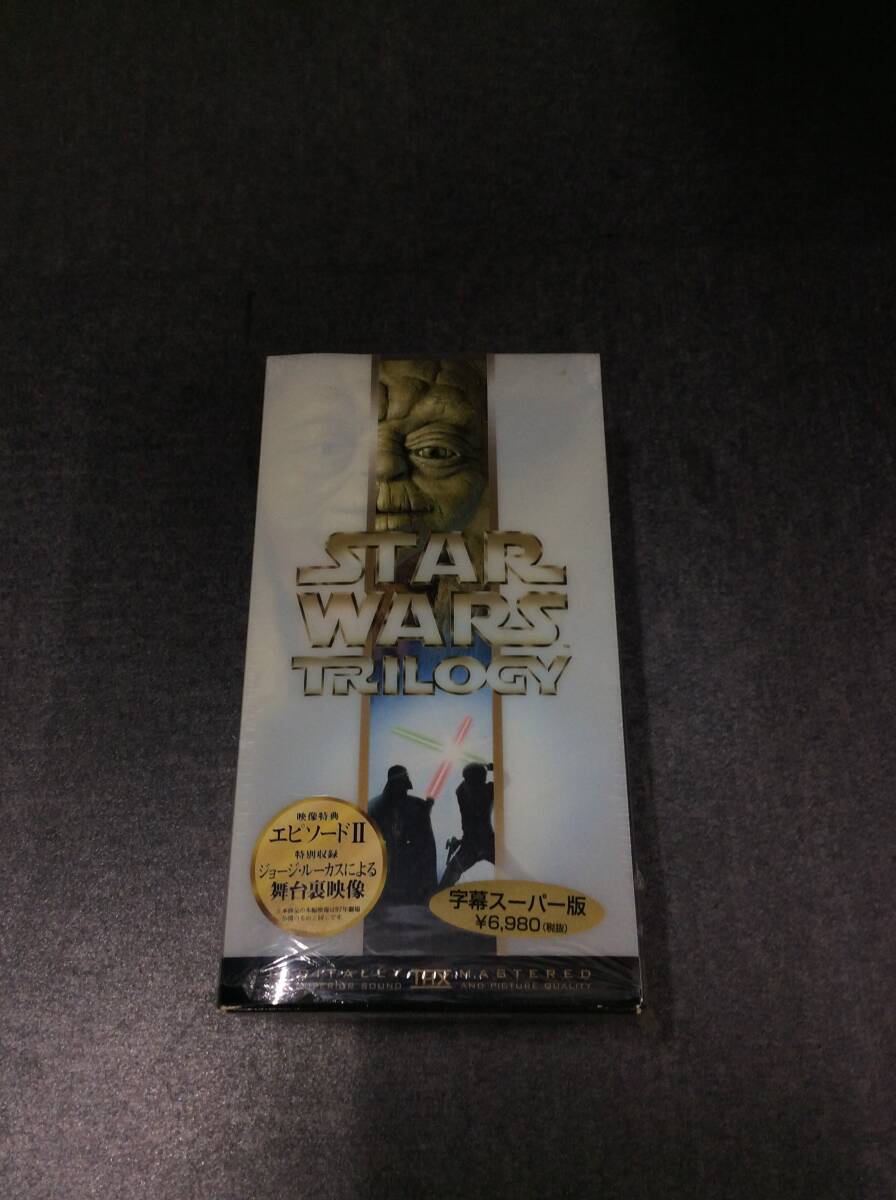 STAR
WARS
TRILOGY
映像特典
エピソードII
特別収録
ジョージ・ルーカスによる
舞台裏映像
字幕スーパー版
¥6,980(税抜)
THX
MASTERED
SOUND
AND PICTURE QUALITY